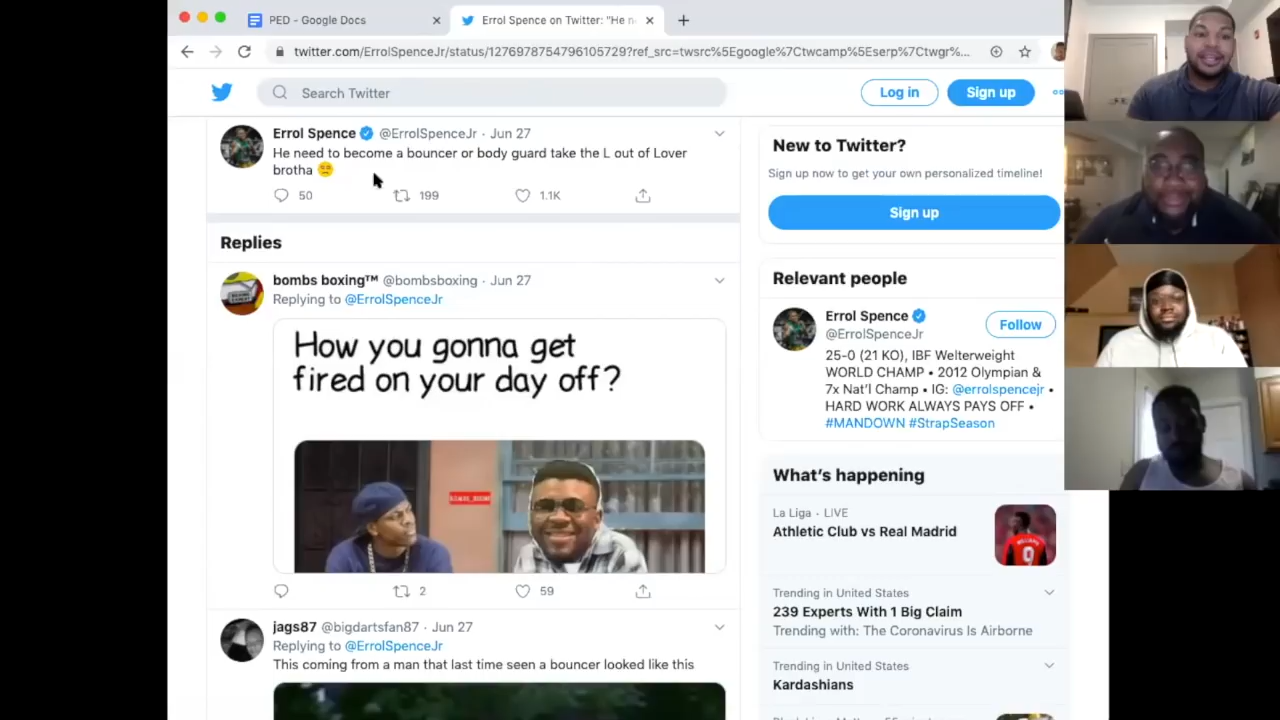 PED - Google Docs
Errol Spence on Twitter: "He n
twitter.com/ErrolSpenceJr/status/1276978754796105729?ref_src=twsrc%5Egoogle%7Ctwcamp%5Eserp%7Ctwgr%...
Search Twitter
Log in
Sign up
Errol Spence @ErrolSpenceJr · Jun 27
He need to become a bouncer or body guard take the L out of Lover
brotha 😒
50 199 1.1K
Replies
bombs boxing™ @bombsboxing · Jun 27
Replying to @ErrolSpenceJr
How you gonna get
fired on your day off?
2 59
jags87 @bigdartsfan87 · Jun 27
Replying to @ErrolSpenceJr
This coming from a man that last time seen a bouncer looked like this
New to Twitter?
Sign up now to get your own personalized timeline!
Sign up
Relevant people
Errol Spence
@ErrolSpenceJr
Follow
25-0 (21 KO), IBF Welterweight
WORLD CHAMP • 2012 Olympian &
7x Nat'l Champ • IG: @errolspencejr •
HARD WORK ALWAYS PAYS OFF •
#MANDOWN #StrapSeason
What's happening
La Liga · LIVE
Athletic Club vs Real Madrid
Trending in United States
239 Experts With 1 Big Claim
Trending with: The Coronavirus Is Airborne
Trending in United States
Kardashians